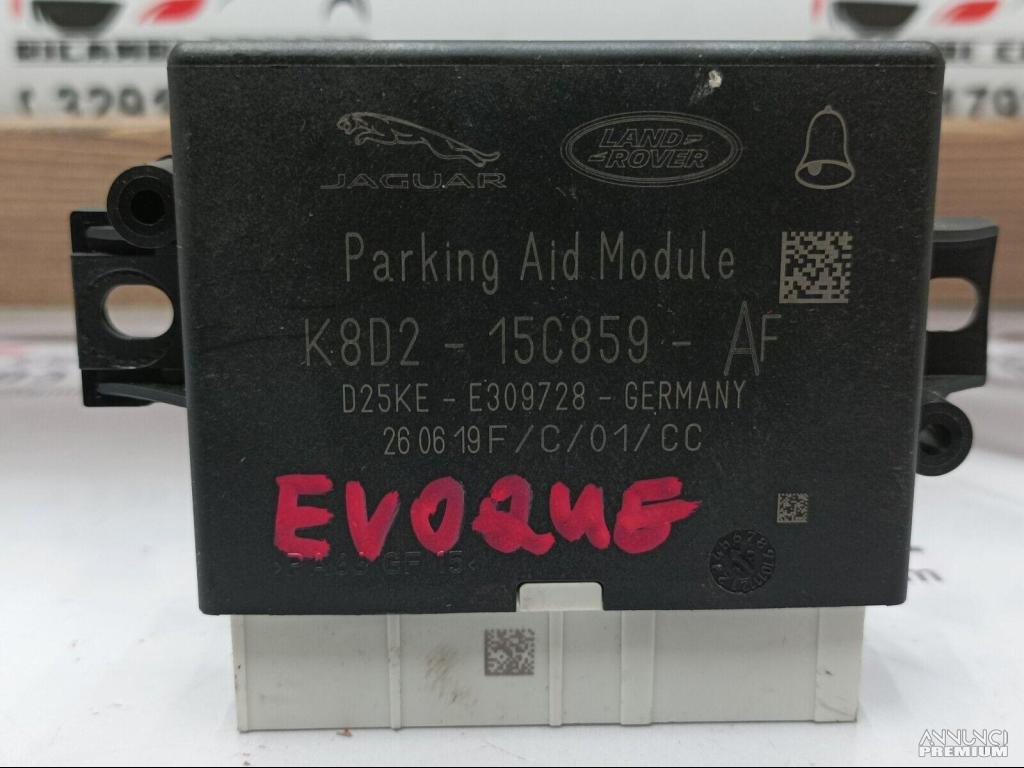 JAGUAR
LAND ROVER
Parking Aid Module
K8D2 - 15C859 - AF
D25KE - E309728 - GERMANY
26 06 19F/C/01/CC
EVOQUE
ANNUNCI
PREMIUM